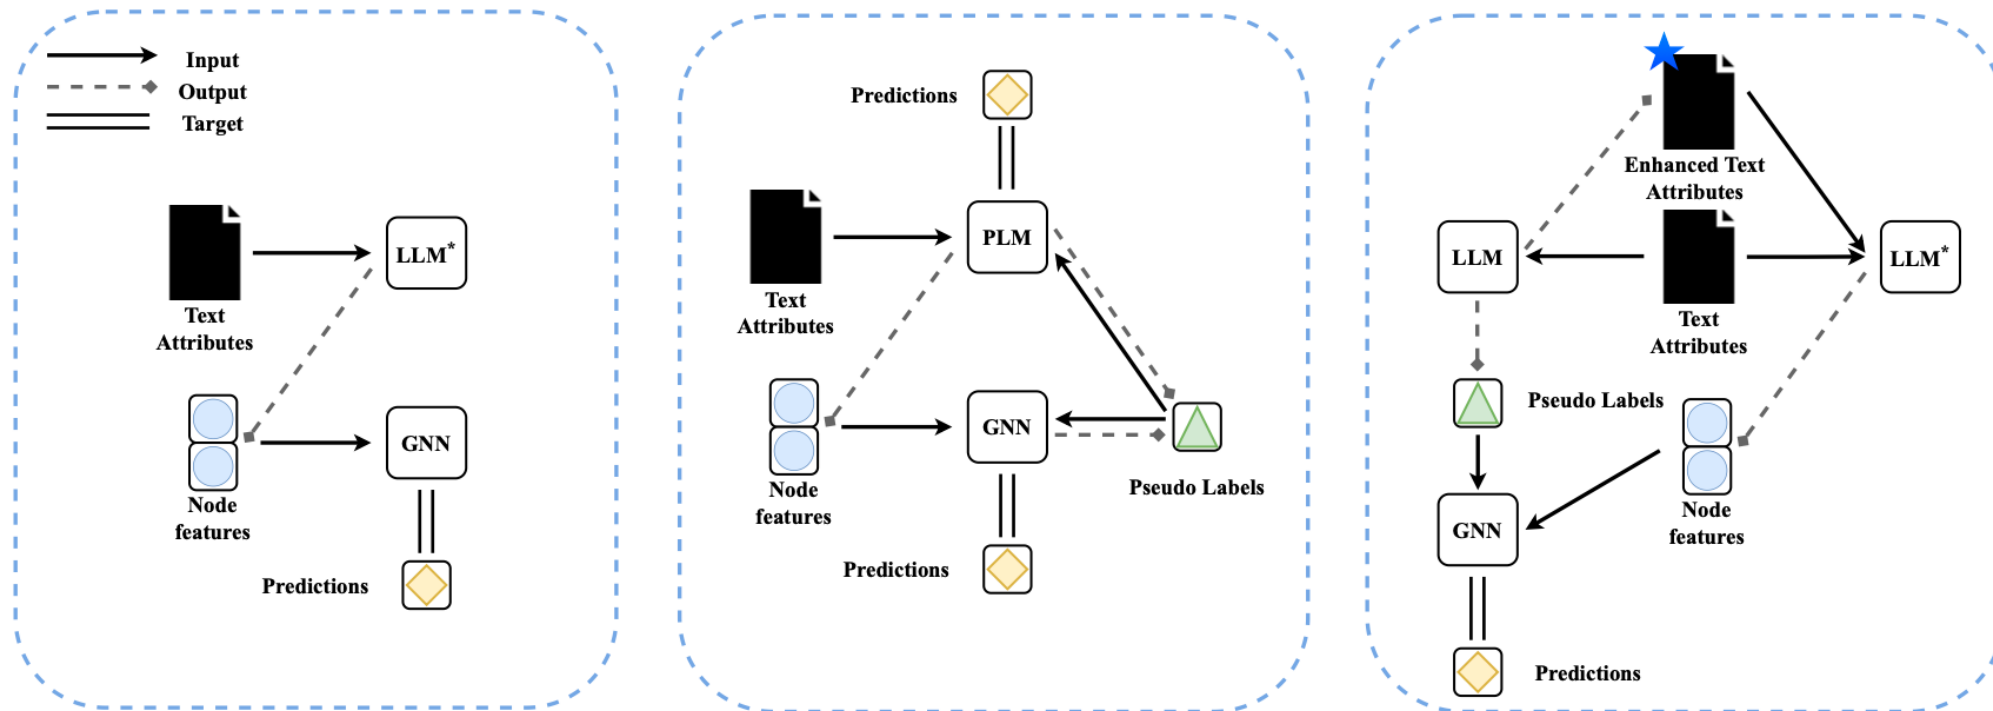 Input
Output
Target
LLM*
Text
Attributes
GNN
Node
features
Predictions
Predictions
PLM
Text
Attributes
GNN
Node
features
Pseudo Labels
Predictions
Enhanced Text
Attributes
LLM
LLM*
Text
Attributes
Pseudo Labels
Node
features
GNN
Predictions